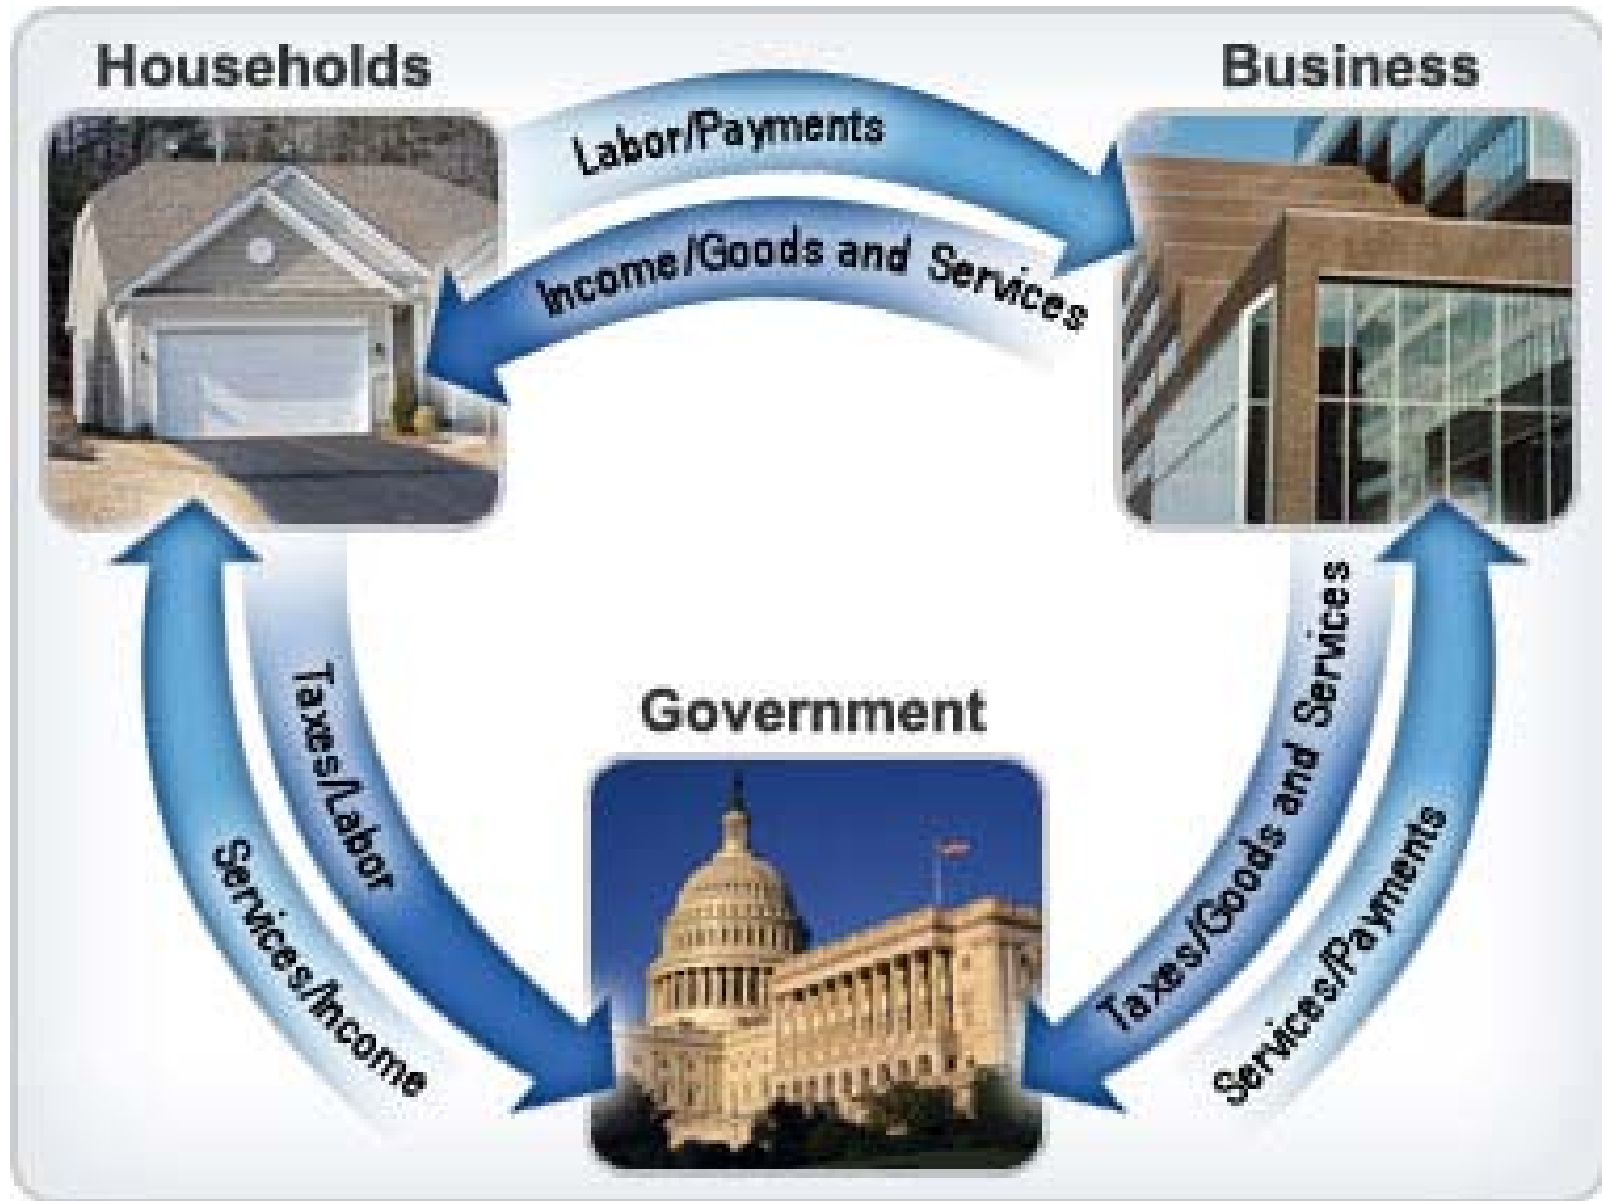 Households
Business
Labor/Payments
Income/Goods and Services
Taxes/Labor
Services/Income
Government
Taxes/Goods and Services
Services/Payments